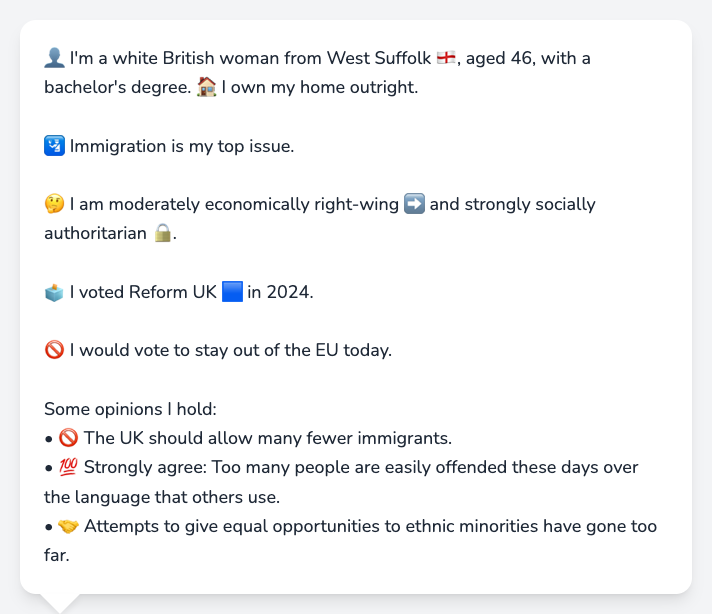 👤 I'm a white British woman from West Suffolk 🏴󠁧󠁢󠁥󠁮󠁧󠁿, aged 46, with a
bachelor's degree. 🏠 I own my home outright.
🛂 Immigration is my top issue.
🤔 I am moderately economically right-wing ➡️ and strongly socially
authoritarian 🔒.
🗳️ I voted Reform UK 🟦 in 2024.
🚫 I would vote to stay out of the EU today.
Some opinions I hold:
• 🚫 The UK should allow many fewer immigrants.
• 💯 Strongly agree: Too many people are easily offended these days over
the language that others use.
• 🤝 Attempts to give equal opportunities to ethnic minorities have gone too
far.